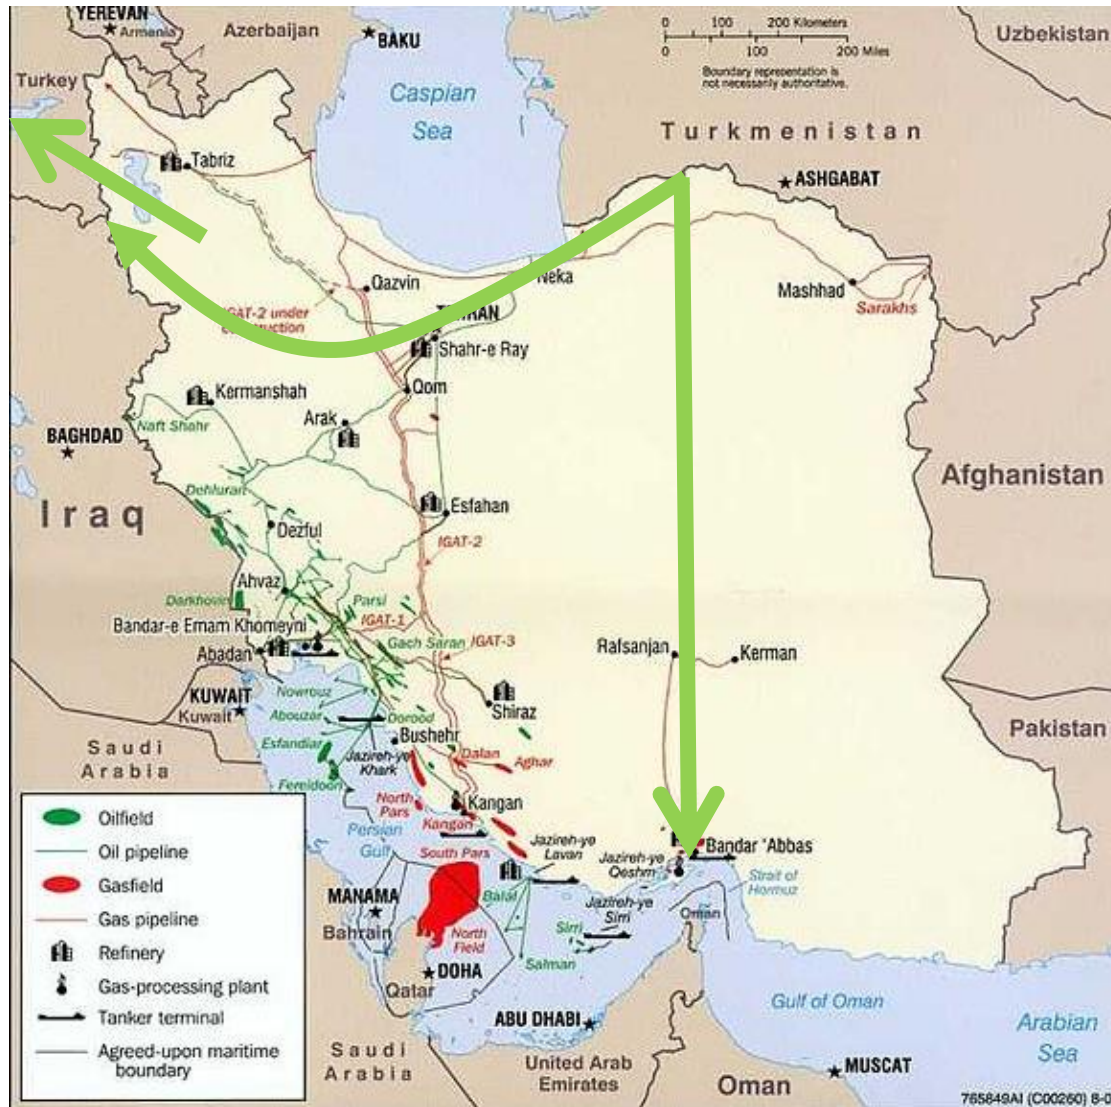 YEREVAN
Armenia
Azerbaijan
BAKU
0 100 200 Kilometers
0 100 200 Miles
Boundary representation is
not necessarily authoritative.
Uzbekistan
Turkey
Caspian
Sea
Turkmenistan
Tabriz
ASHGABAT
Qazvin
Neka
Mashhad
Sarakhs
IGAT-2 under
Shahr-e Ray
Kermanshah
Qom
Arak
Naft Shahr
BAGHDAD
Afghanistan
Dehluran
Iraq
Esfahan
Dezful
IGAT-2
Ahvaz
Darkhovin
Parsi
Bandar-e Emam Khomeyni
IGAT-1
Gach Saran
IGAT-3
Abadan
Rafsanjan
Kerman
KUWAIT
Kuwait
Nowrouz
Shiraz
Abouzar
Dorood
Bushehr
Pakistan
Saudi
Arabia
Esfandiar
Jazireh-ye
Khark
Dalan
Aghar
Fereidoon
North
Pars
Kangan
Persian
Gulf
Kangan
South Pars
Jazireh-ye
Lavan
Jazireh-ye
Qeshm
Bandar 'Abbas
Strait of
Hormuz
MANAMA
Bahrain
Balal
Jazireh-ye
Sirri
Oman
North
Field
Sirri
DOHA
Salman
Qatar
Gulf of Oman
ABU DHABI
Arabian
Sea
Saudi
Arabia
United Arab
Emirates
MUSCAT
Oman
Oilfield
Oil pipeline
Gasfield
Gas pipeline
Refinery
Gas-processing plant
Tanker terminal
Agreed-upon maritime
boundary
765849AI (C00260) 8-0